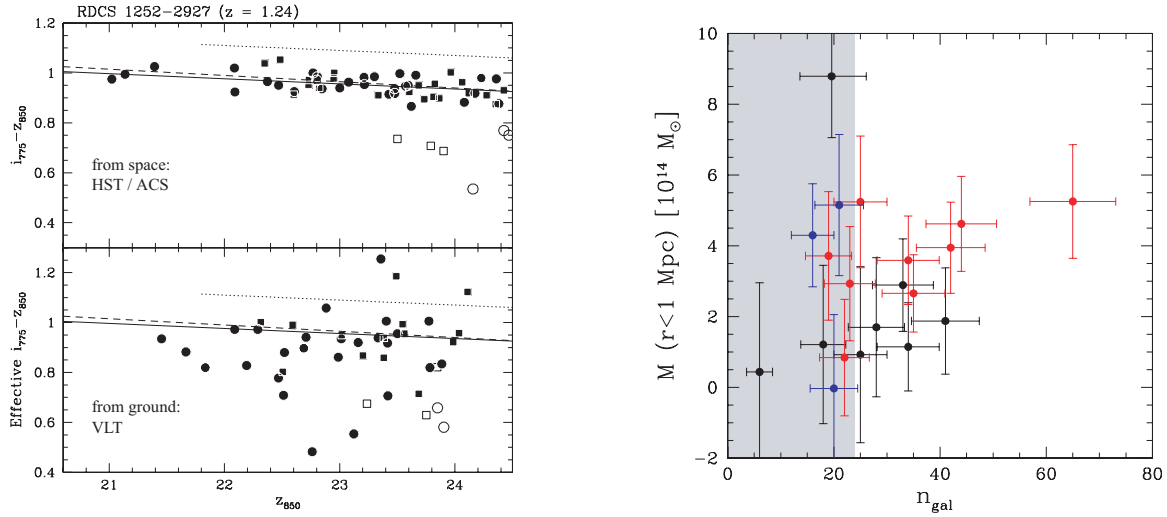 RDCS 1252−2927 (z = 1.24)
1.2
1
0.8
0.6
0.4
i775−z850
from space:
HST / ACS
1.2
1
0.8
0.6
0.4
Effective i775−z850
from ground:
VLT
21
22
23
24
z850
10
8
6
4
2
0
−2
M (r<1 Mpc) [10^14 M⊙]
0
20
40
60
80
ngal